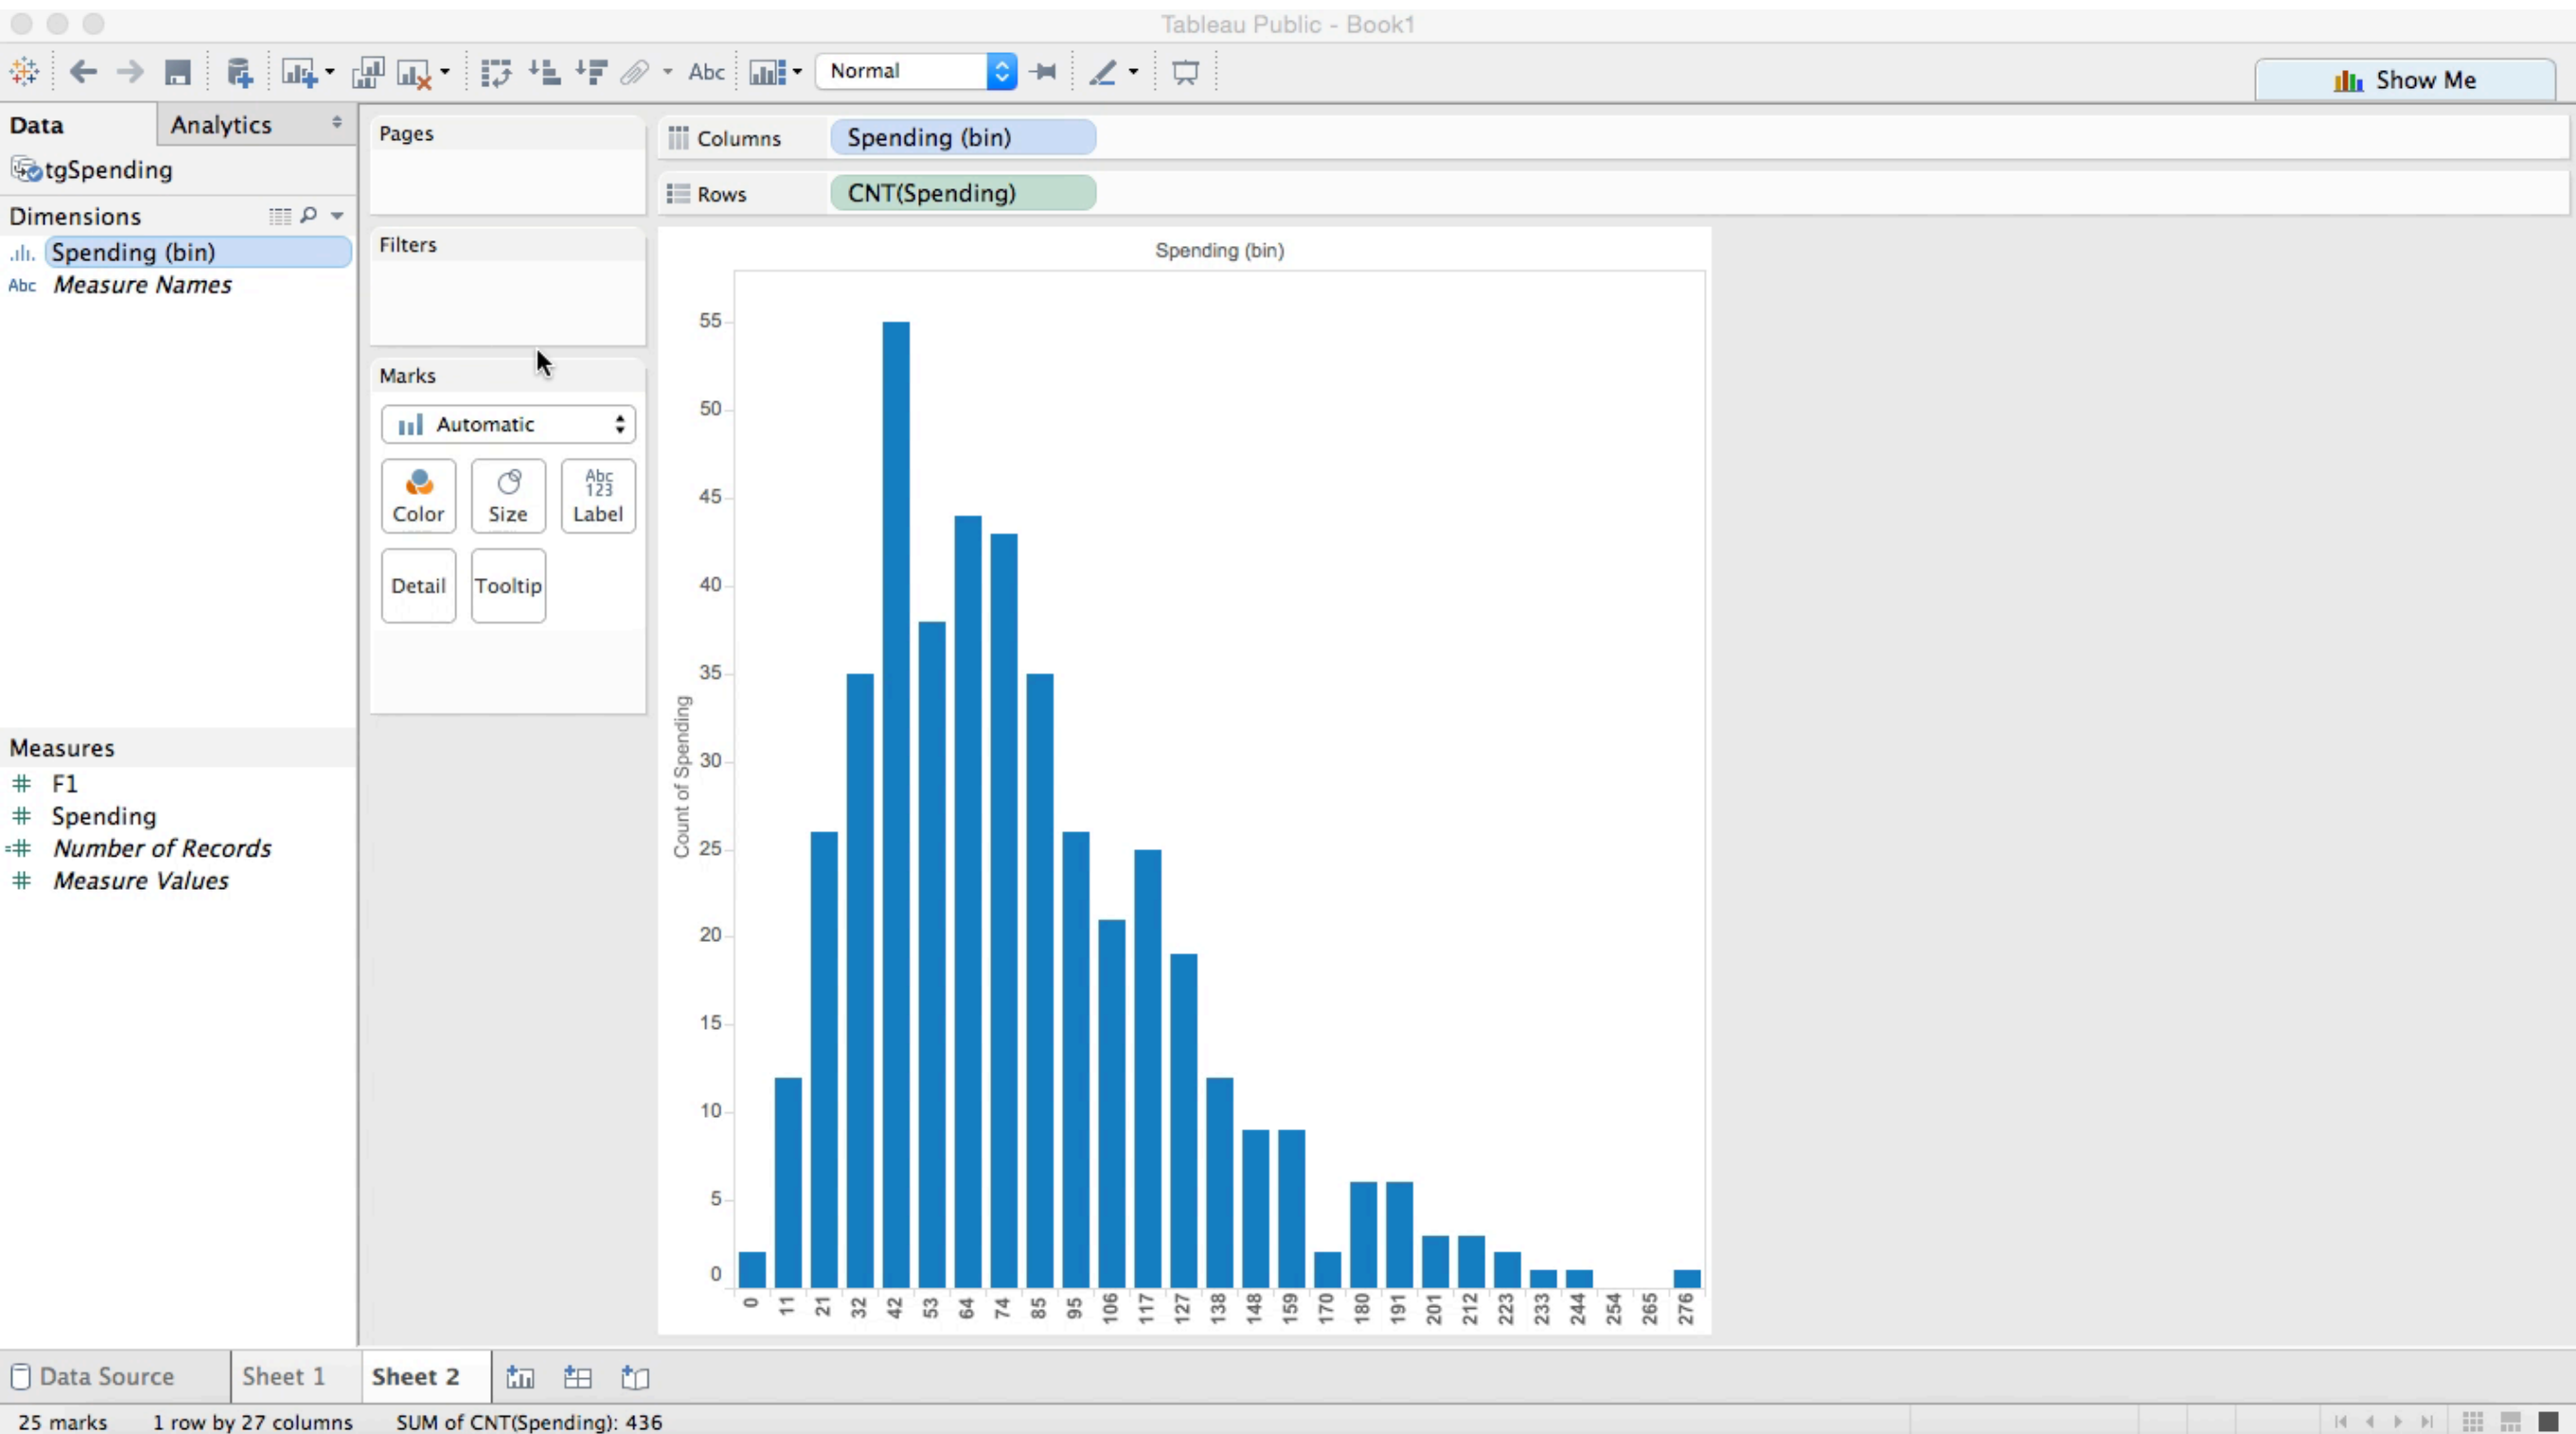 Tableau Public - Book1
Abc
Normal
Show Me
Data
Analytics
tgSpending
Dimensions
Spending (bin)
Abc Measure Names
Measures
F1
Spending
Number of Records
Measure Values
Pages
Filters
Marks
Automatic
Color
Size
Abc
123
Label
Detail
Tooltip
Columns
Spending (bin)
Rows
CNT(Spending)
Spending (bin)
Count of Spending
55
50
45
40
35
30
25
20
15
10
5
0
0 11 21 32 42 53 64 74 85 95 106 117 127 138 148 159 170 180 191 201 212 223 233 244 254 265 276
Data Source
Sheet 1
Sheet 2
25 marks 1 row by 27 columns SUM of CNT(Spending): 436